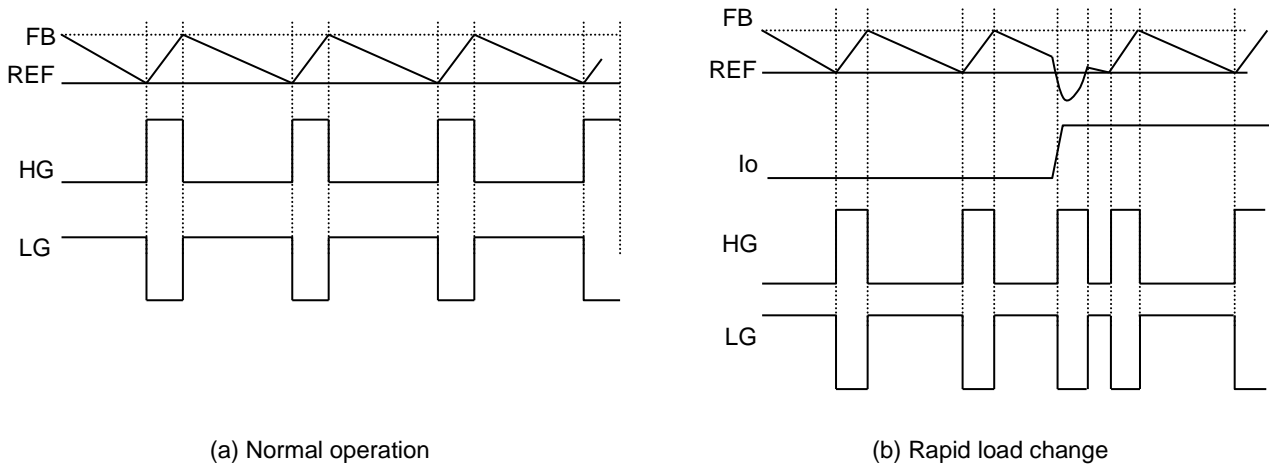 FB
REF
HG
LG
(a) Normal operation
FB
REF
Io
HG
LG
(b) Rapid load change